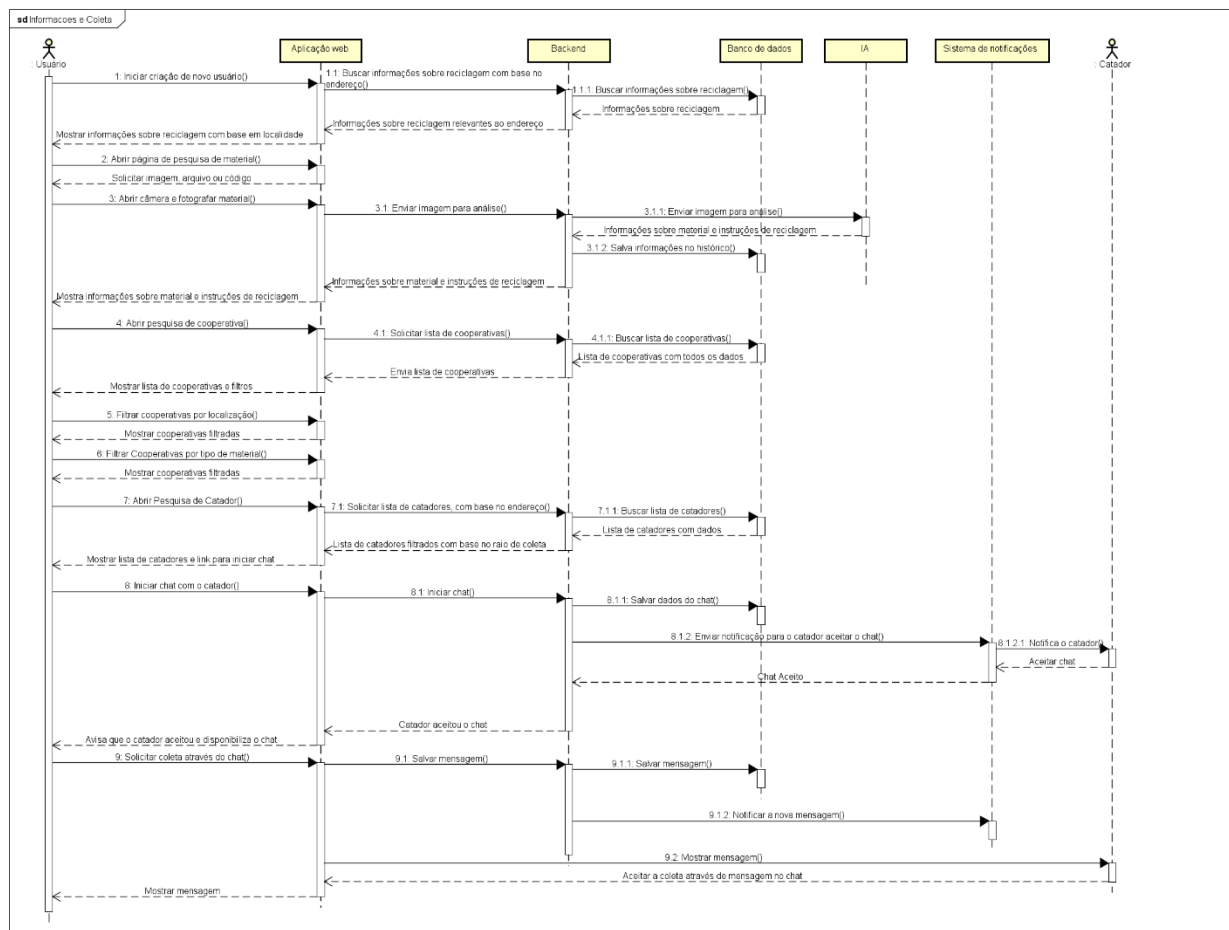 sd Informacoes e Coleta
: Usuário
Aplicação web
Backend
Banco de dados
IA
Sistema de notificações
: Catador
1: Iniciar criação de novo usuário()
1.1: Buscar informações sobre reciclagem com base no
endereço()
1.1.1: Buscar informações sobre reciclagem()
Informações sobre reciclagem
Informações sobre reciclagem relevantes ao endereço
Mostrar informações sobre reciclagem com base em localidade
2: Abrir página de pesquisa de material()
Solicitar imagem, arquivo ou código
3: Abrir câmera e fotografar material()
3.1: Enviar imagem para análise()
3.1.1: Enviar imagem para análise()
Informações sobre material e instruções de reciclagem
3.1.2: Salva informações no histórico()
Informações sobre material e instruções de reciclagem
Mostra informações sobre material e instruções de reciclagem
4: Abrir pesquisa de cooperativa()
4.1: Solicitar lista de cooperativas()
4.1.1: Buscar lista de cooperativas()
Lista de cooperativas com todos os dados
Envia lista de cooperativas
Mostrar lista de cooperativas e filtros
5: Filtrar cooperativas por localização()
Mostrar cooperativas filtradas
6: Filtrar Cooperativas por tipo de material()
Mostrar cooperativas filtradas
7: Abrir Pesquisa de Catador()
7.1: Solicitar lista de catadores, com base no endereço()
7.1.1: Buscar lista de catadores()
Lista de catadores com dados
Lista de catadores filtrados com base no raio de coleta
Mostrar lista de catadores e link para iniciar chat
8: Iniciar chat com o catador()
8.1: Iniciar chat()
8.1.1: Salvar dados do chat()
8.1.2: Enviar notificação para o catador aceitar o chat()
8.1.2.1: Notifica o catador()
Aceitar chat
Chat Aceito
Catador aceitou o chat
Avisa que o catador aceitou e disponibiliza o chat
9: Solicitar coleta através do chat()
9.1: Salvar mensagem()
9.1.1: Salvar mensagem()
9.1.2: Notificar a nova mensagem()
9.2: Mostrar mensagem()
Aceitar a coleta através de mensagem no chat
Mostrar mensagem